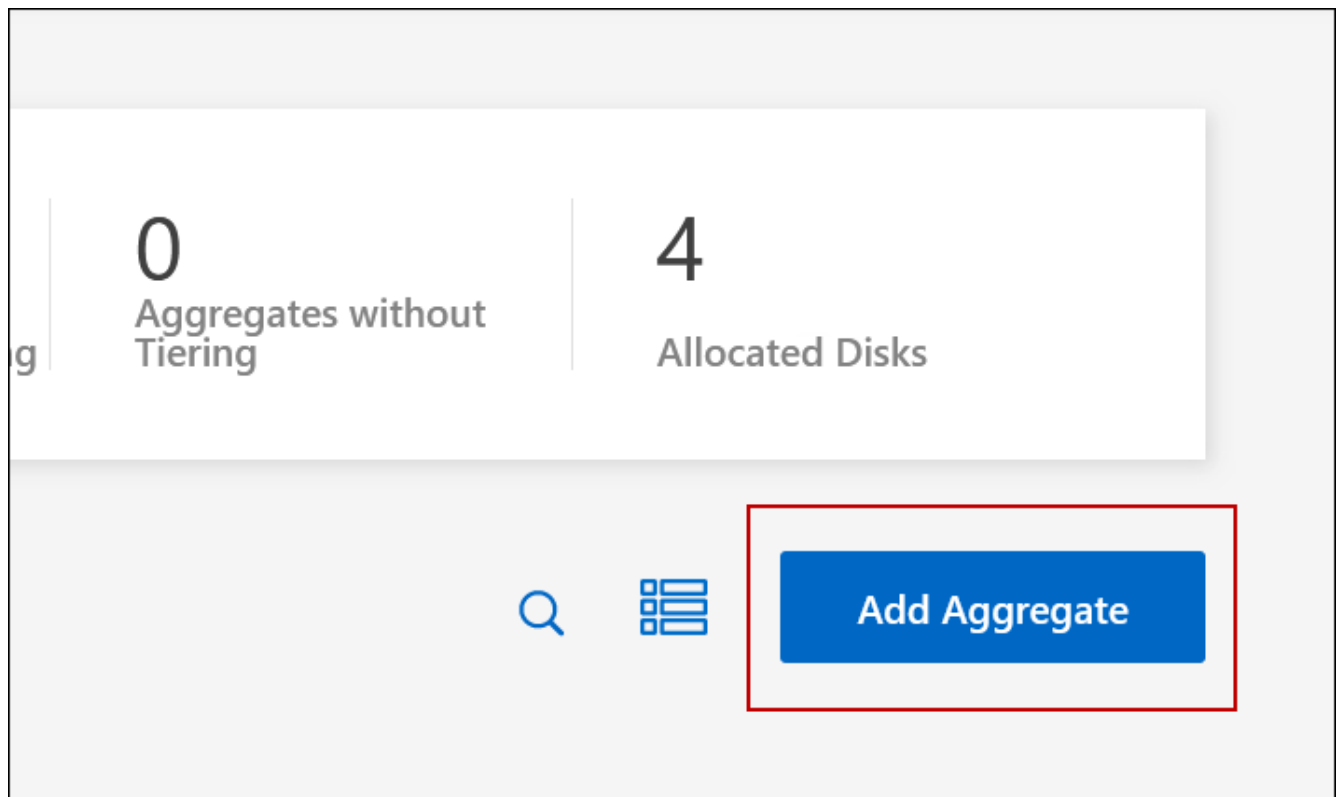 0
Aggregates without
Tiering
4
Allocated Disks
Add Aggregate